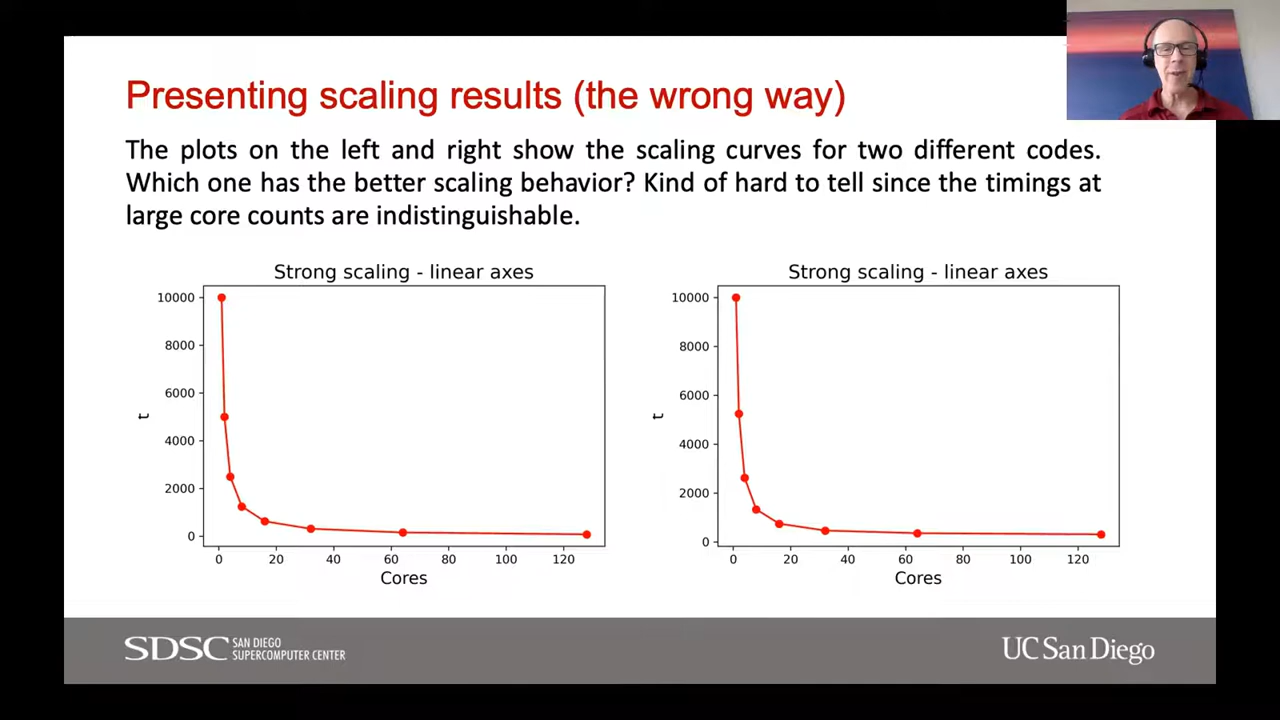 Presenting scaling results (the wrong way)
The plots on the left and right show the scaling curves for two different codes.
Which one has the better scaling behavior? Kind of hard to tell since the timings at
large core counts are indistinguishable.
Strong scaling - linear axes
10000
8000
6000
4000
2000
0
t
0 20 40 60 80 100 120
Cores
Strong scaling - linear axes
10000
8000
6000
4000
2000
0
t
0 20 40 60 80 100 120
Cores
SDSC
SAN DIEGO
SUPERCOMPUTER CENTER
UC San Diego